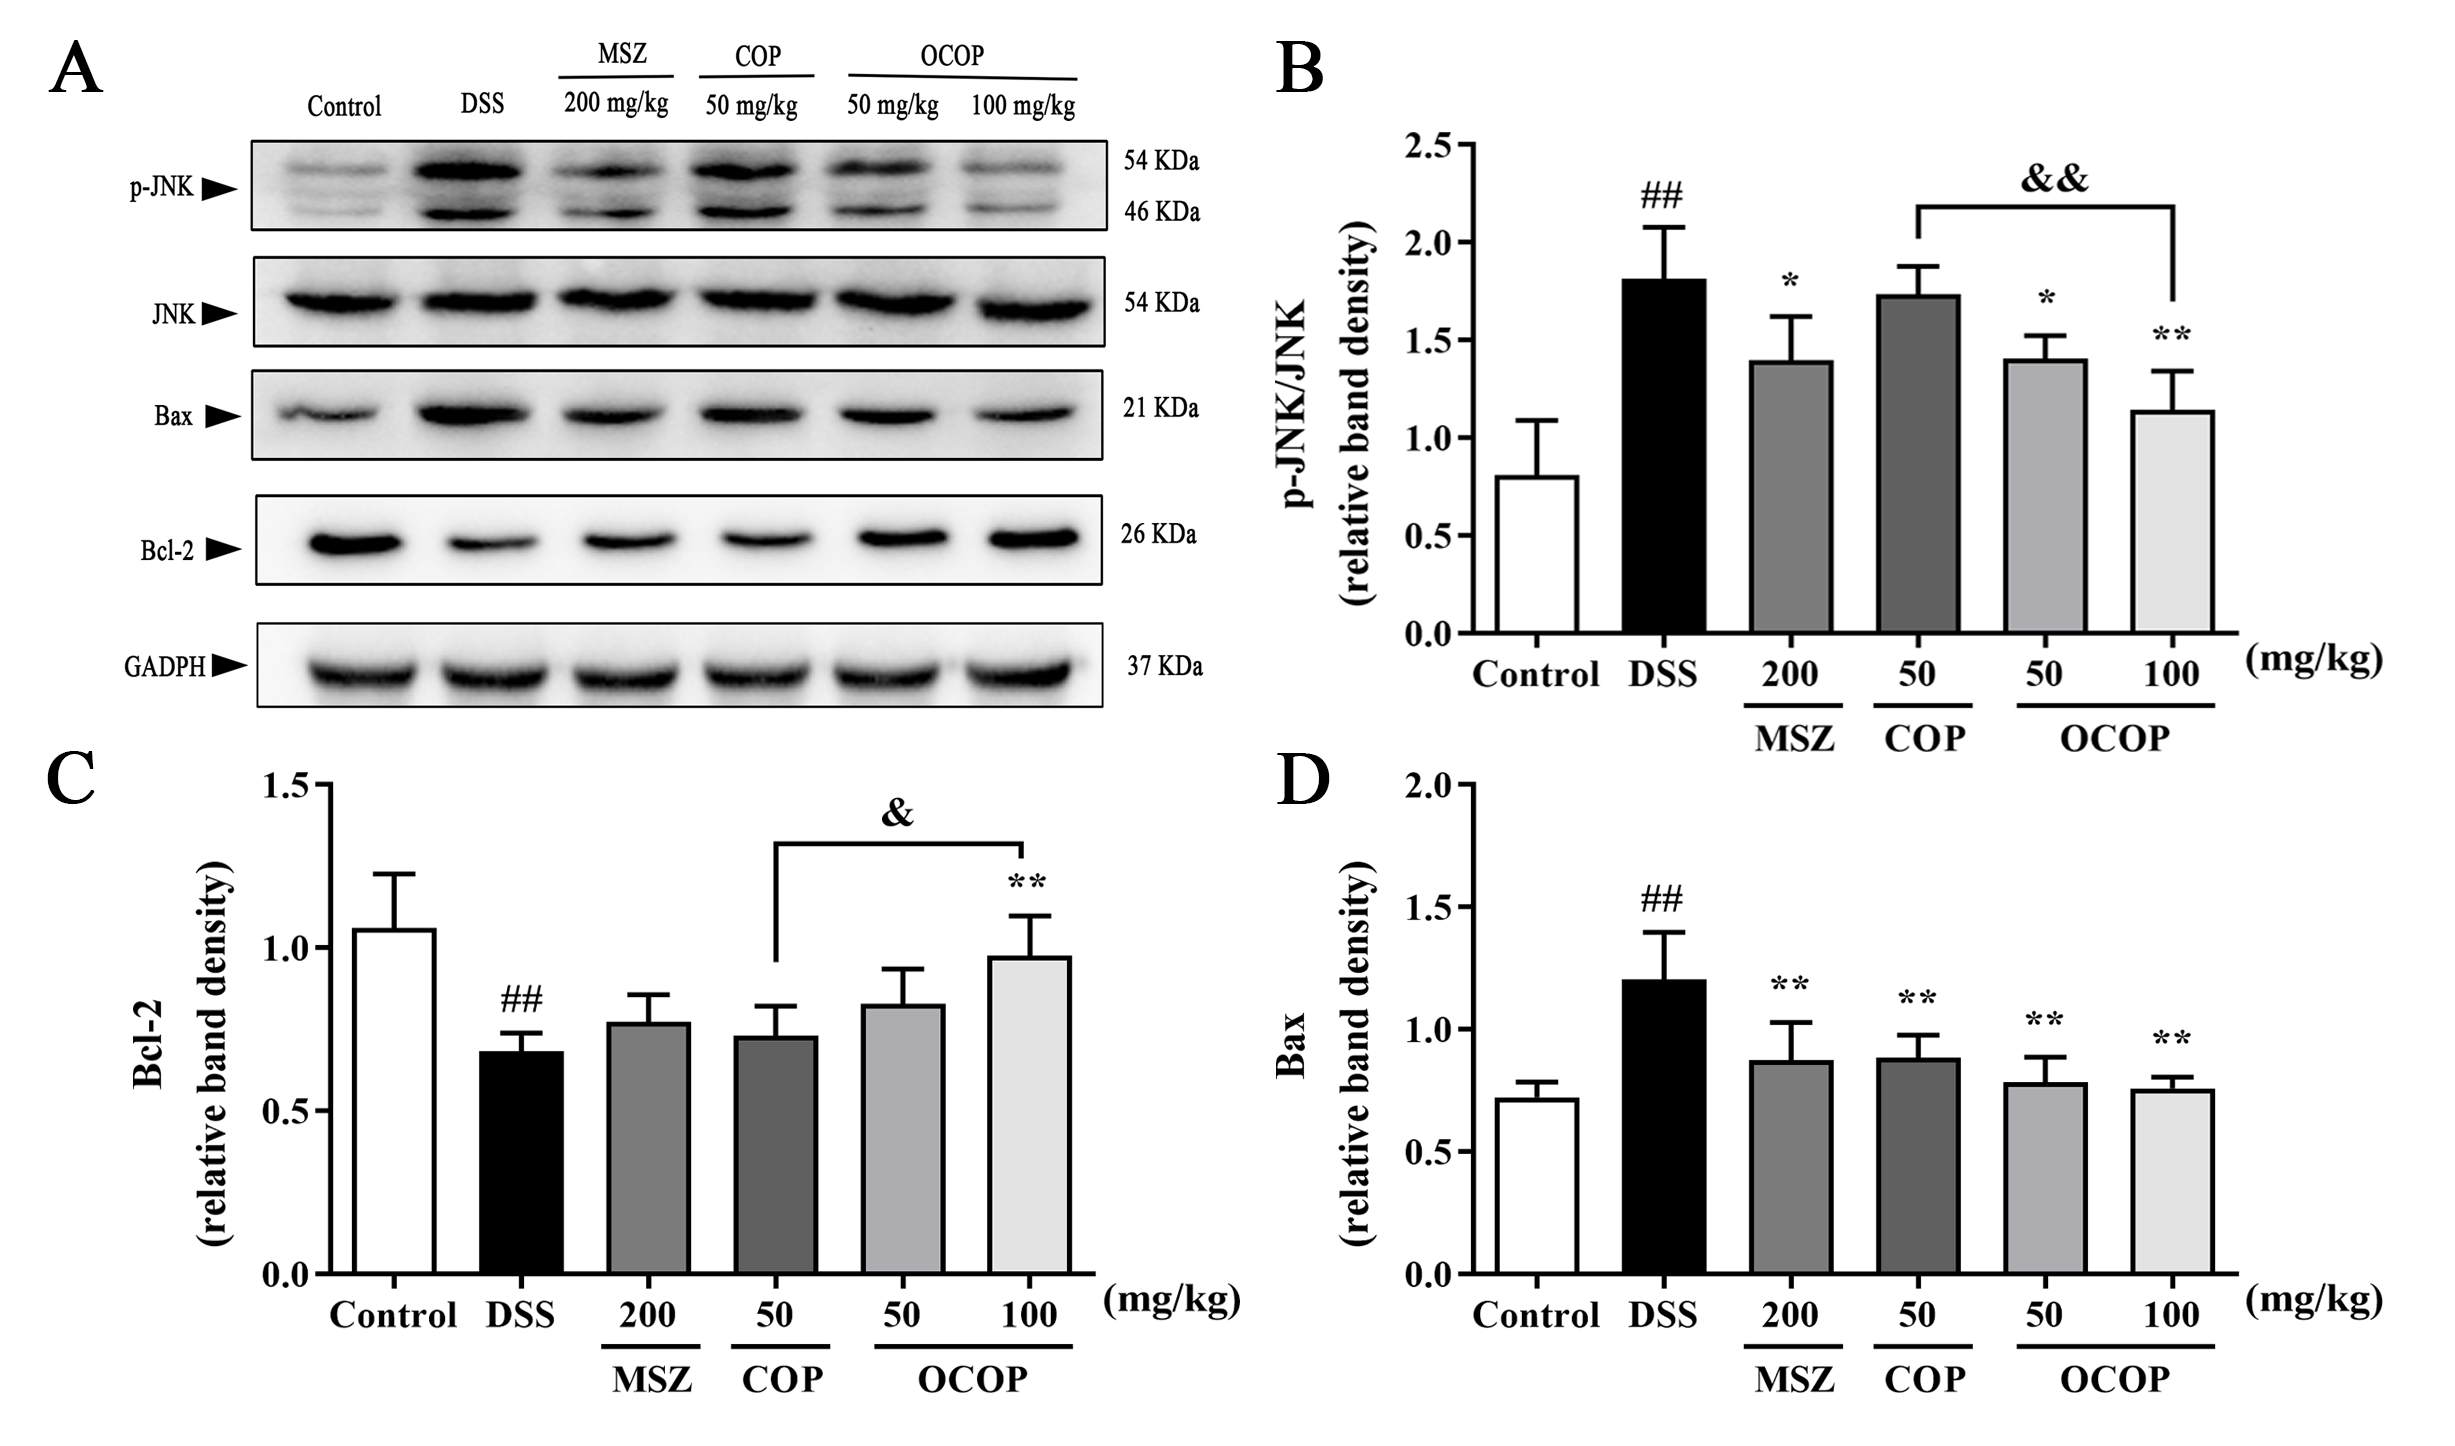 A
MSZ COP OCOP
Control DSS 200 mg/kg 50 mg/kg 50 mg/kg 100 mg/kg
p-JNK 54 KDa
46 KDa
JNK 54 KDa
Bax 21 KDa
Bcl-2 26 KDa
GADPH 37 KDa
B
p-JNK/JNK
(relative band density)
2.5
2.0
1.5
1.0
0.5
0.0
##
*
&&
*
**
Control DSS 200 50 50 100 (mg/kg)
MSZ COP OCOP
C
Bcl-2
(relative band density)
1.5
1.0
0.5
0.0
##
&
**
Control DSS 200 50 50 100 (mg/kg)
MSZ COP OCOP
D
Bax
(relative band density)
2.0
1.5
1.0
0.5
0.0
##
**
**
**
**
Control DSS 200 50 50 100 (mg/kg)
MSZ COP OCOP